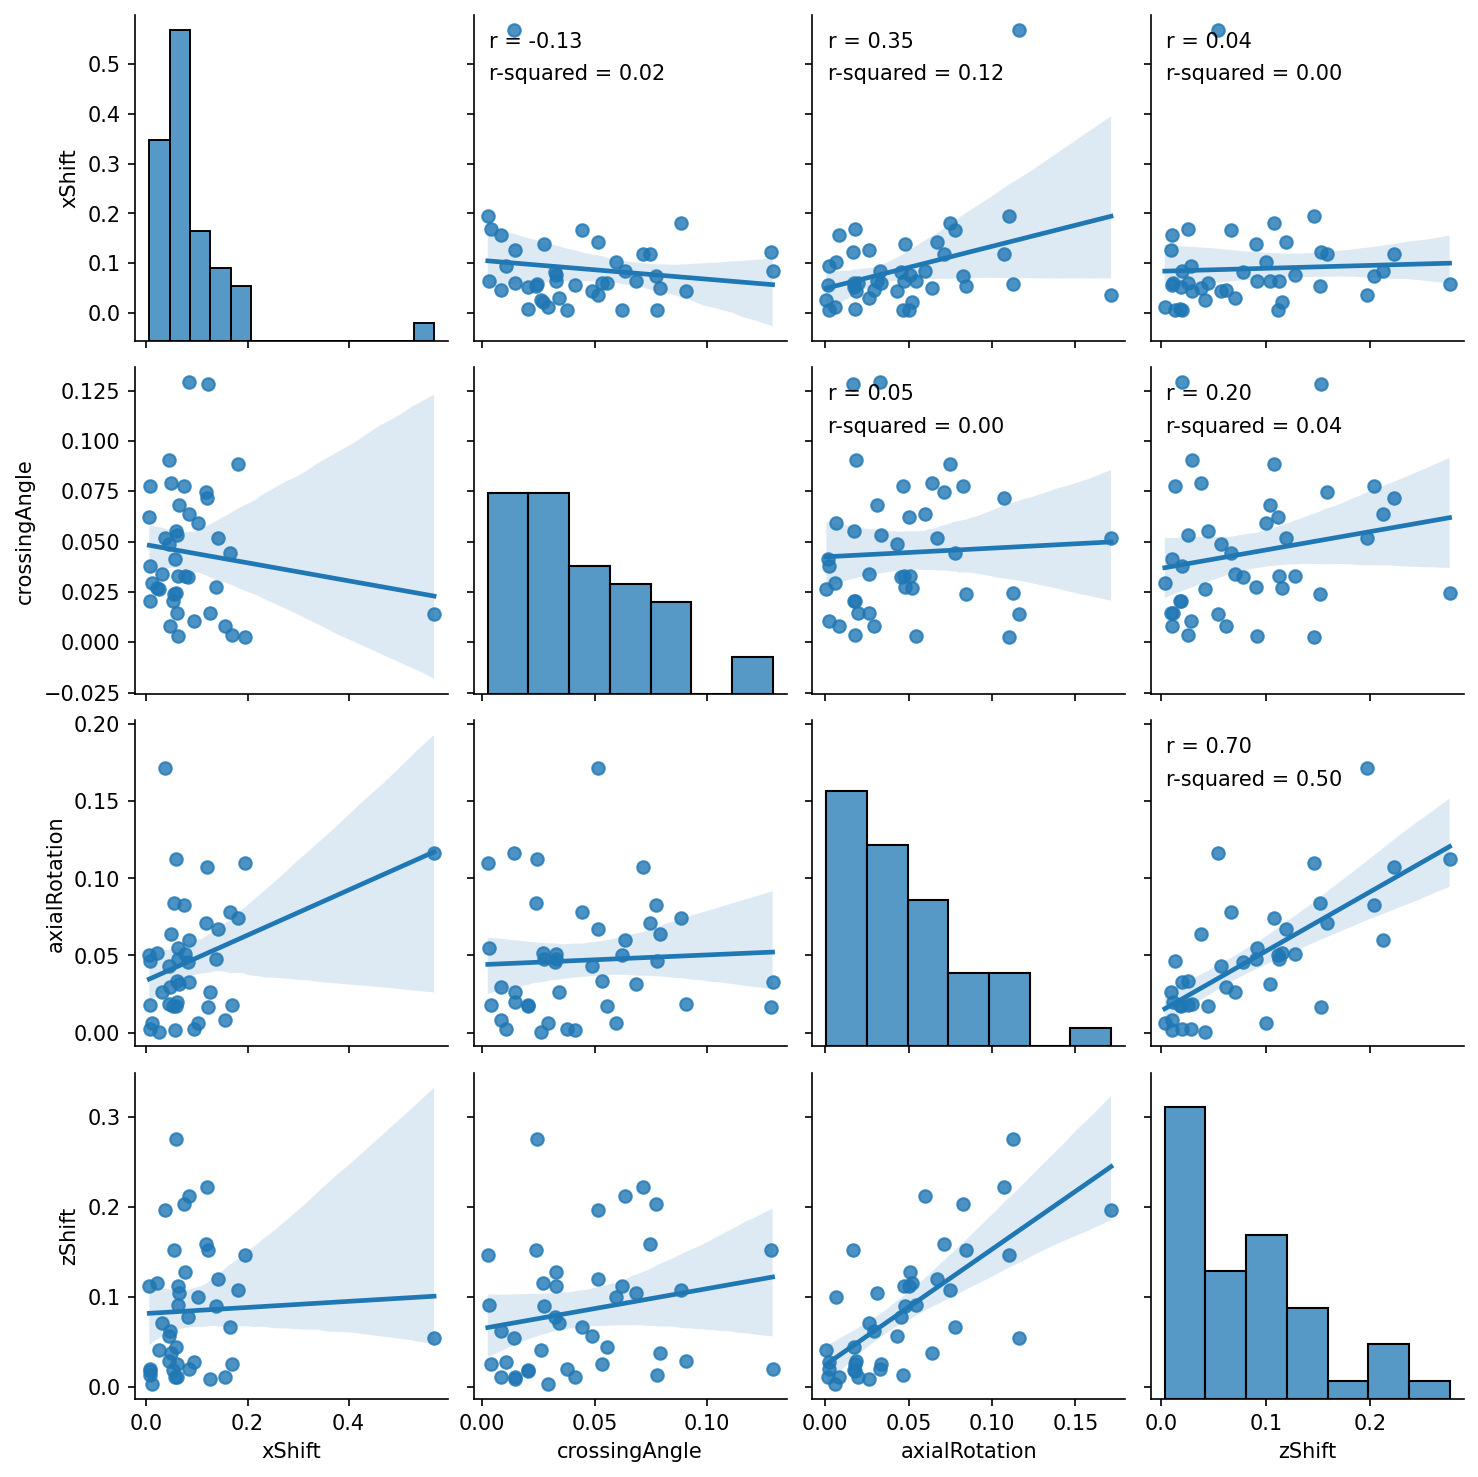 xShift
0.5
0.4
0.3
0.2
0.1
0.0
r = -0.13
r-squared = 0.02
r = 0.35
r-squared = 0.12
r = 0.04
r-squared = 0.00
crossingAngle
0.125
0.100
0.075
0.050
0.025
0.000
−0.025
r = 0.05
r-squared = 0.00
r = 0.20
r-squared = 0.04
axialRotation
0.20
0.15
0.10
0.05
0.00
r = 0.70
r-squared = 0.50
zShift
0.3
0.2
0.1
0.0
0.0 0.2 0.4
0.00 0.05 0.10
0.00 0.05 0.10 0.15
0.0 0.1 0.2
xShift
crossingAngle
axialRotation
zShift